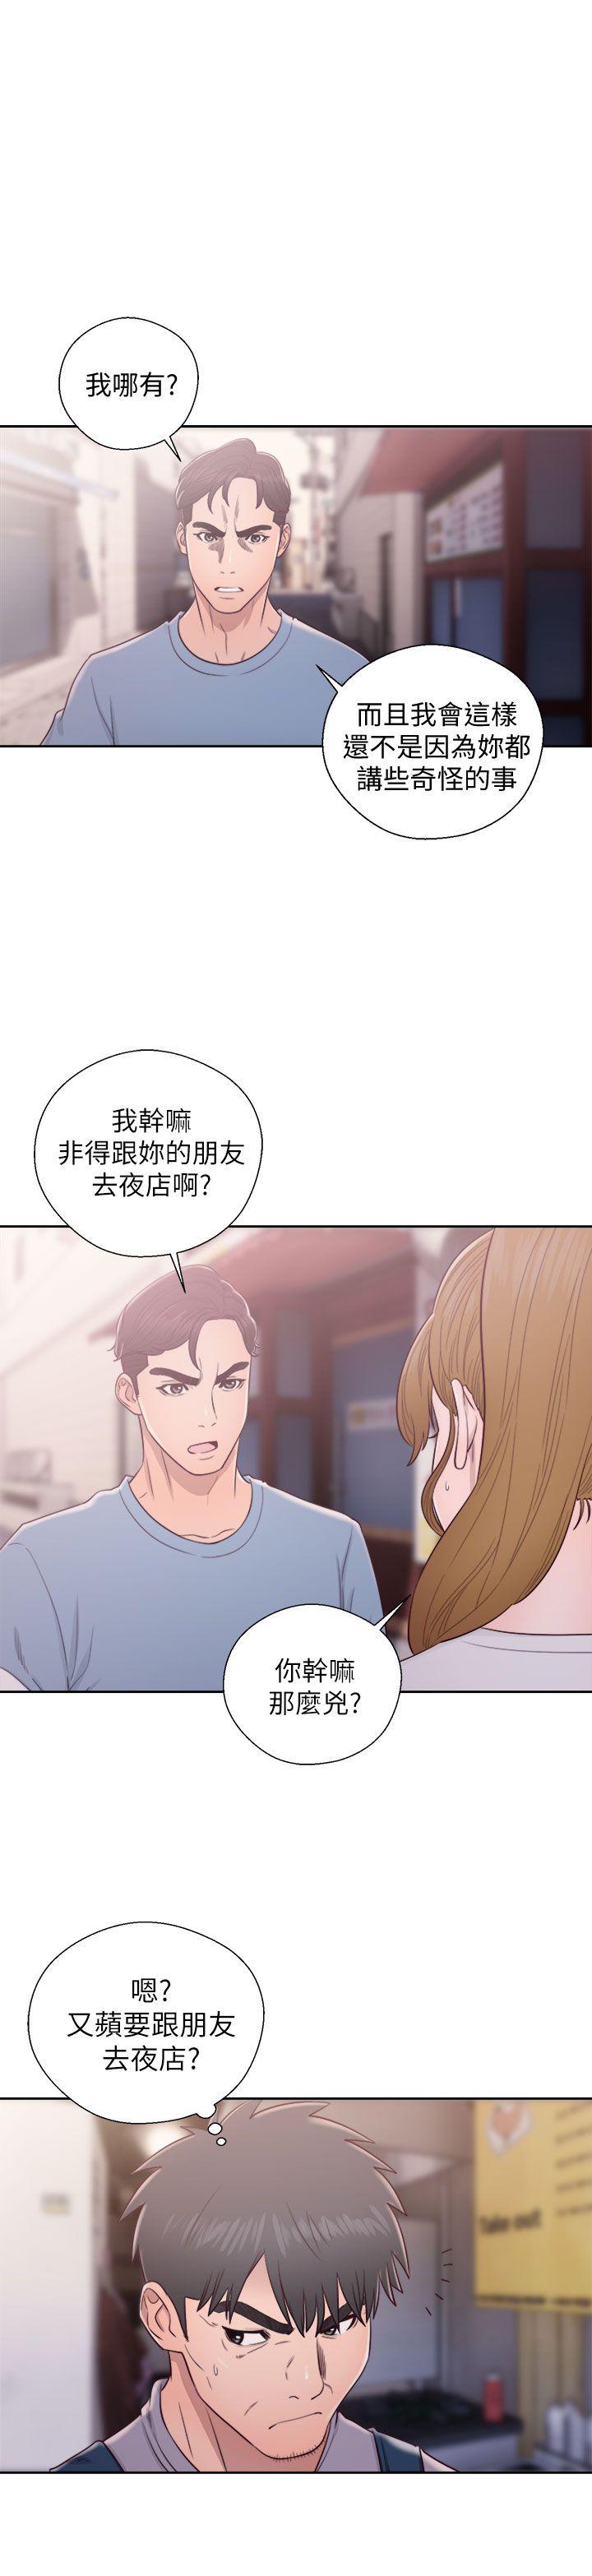 我哪有?
而且我會這樣
還不是因為妳都
講些奇怪的事
我幹嘛
非得跟妳的朋友
去夜店啊?
你幹嘛
那麼兇?
嗯?
又蘋要跟朋友
去夜店?
Take out